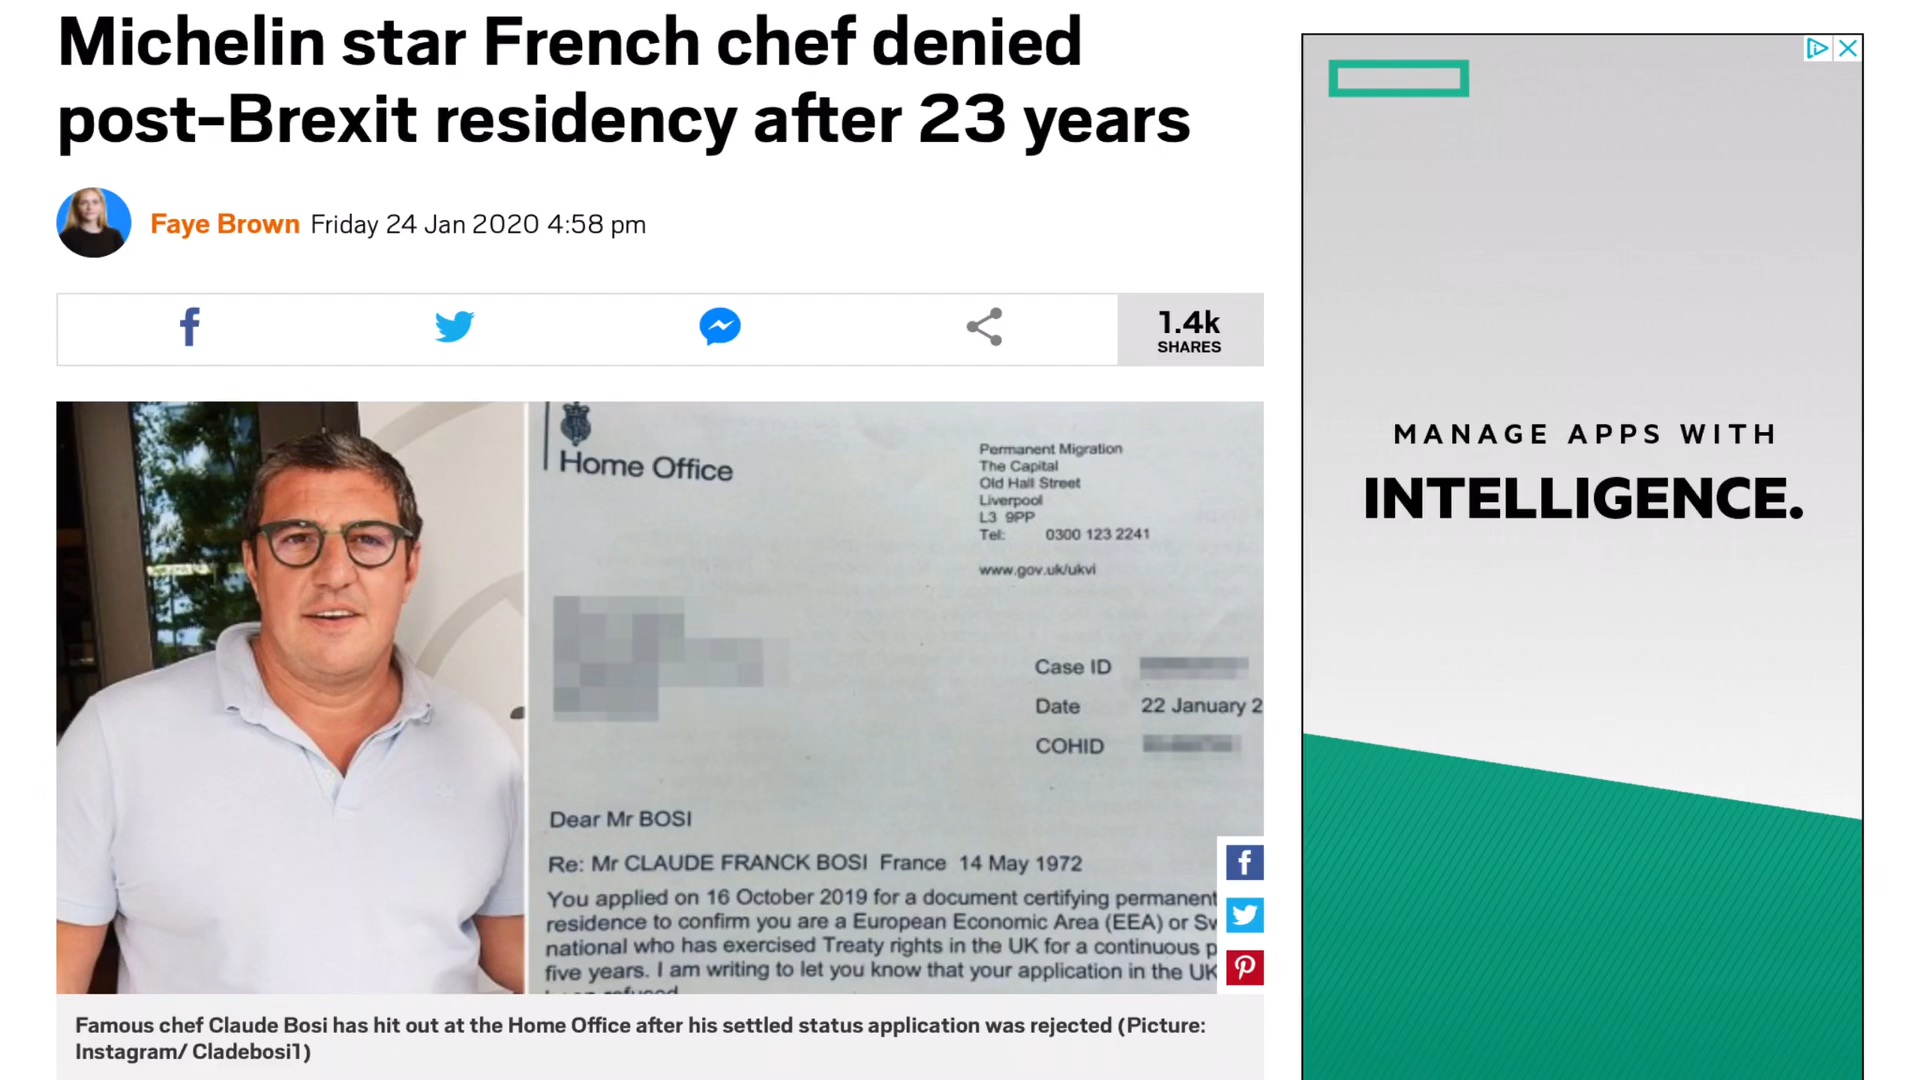 Michelin star French chef denied
post-Brexit residency after 23 years
Faye Brown Friday 24 Jan 2020 4:58 pm
1.4k
SHARES
Home Office
Permanent Migration
The Capital
Old Hall Street
Liverpool
L3 9PP
Tel: 0300 123 2241
www.gov.uk/ukvi
Case ID
Date 22 January 2
COHID
Dear Mr BOSI
Re: Mr CLAUDE FRANCK BOSI France 14 May 1972
You applied on 16 October 2019 for a document certifying permanent
residence to confirm you are a European Economic Area (EEA) or Sw
national who has exercised Treaty rights in the UK for a continuous p
five years. I am writing to let you know that your application in the UK
refused
Famous chef Claude Bosi has hit out at the Home Office after his settled status application was rejected (Picture:
Instagram/ Cladebosi1)
MANAGE APPS WITH
INTELLIGENCE.